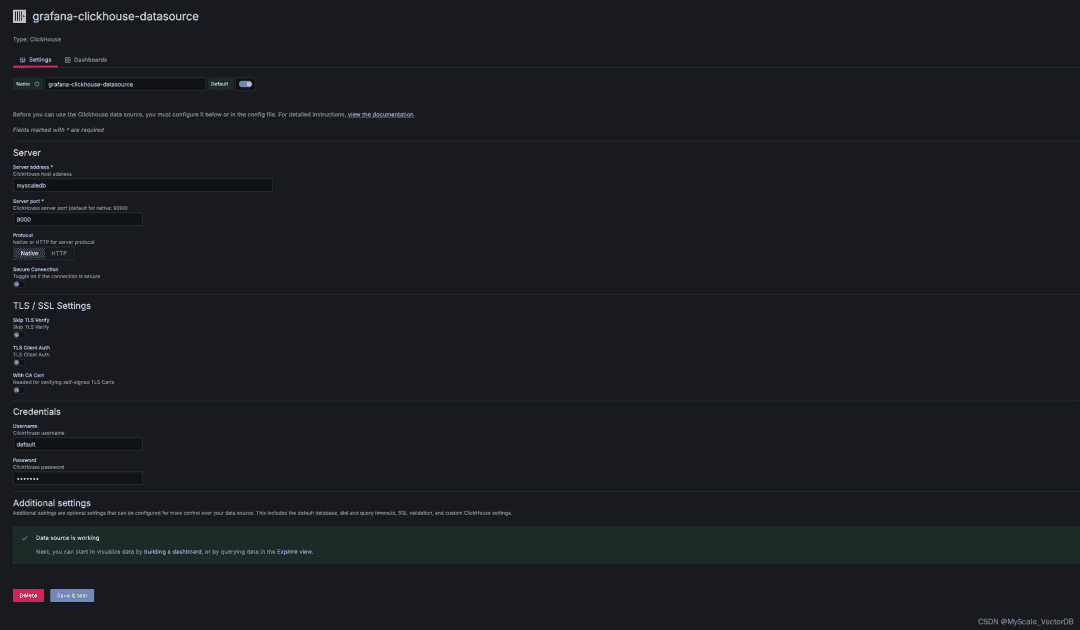 grafana-clickhouse-datasource
Type: ClickHouse
Settings
Dashboards
Name
grafana-clickhouse-datasource
Default
Before you can use the Clickhouse data source, you must configure it below or in the config file. For detailed instructions, view the documentation.
Fields marked with * are required
Server
Server address *
ClickHouse host address
myscaledb
Server port *
ClickHouse server port (default for native: 9000)
9000
Protocol
Native or HTTP for server protocol
Native
HTTP
Secure Connection
Toggle on if the connection is secure
TLS / SSL Settings
Skip TLS Verify
Skip TLS Verify
TLS Client Auth
TLS Client Auth
With CA Cert
Needed for verifying self-signed TLS Certs
Credentials
Username
ClickHouse username
default
Password
ClickHouse password
•••••••
Additional settings
Additional settings are optional settings that can be configured for more control over your data source. This includes the default database, dial and query timeouts, SQL validation, and custom ClickHouse settings.
Data source is working
Next, you can start to visualize data by building a dashboard, or by querying data in the Explore view.
Delete
Save & test
CSDN @MyScale_VectorDB